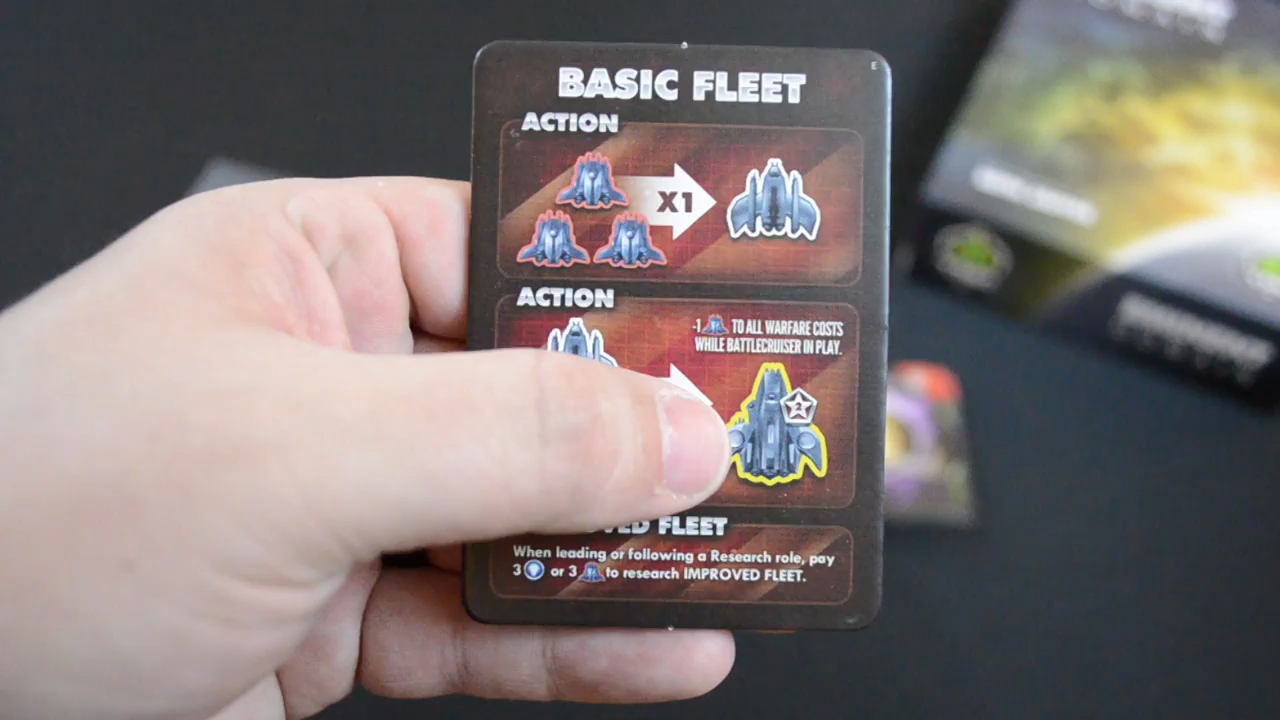 E
BASIC FLEET
ACTION
X1
ACTION
-1 TO ALL WARFARE COSTS
WHILE BATTLECRUISER IN PLAY.
2
FLEET
When leading or following a Research role, pay
3 or 3 to research IMPROVED FLEET.